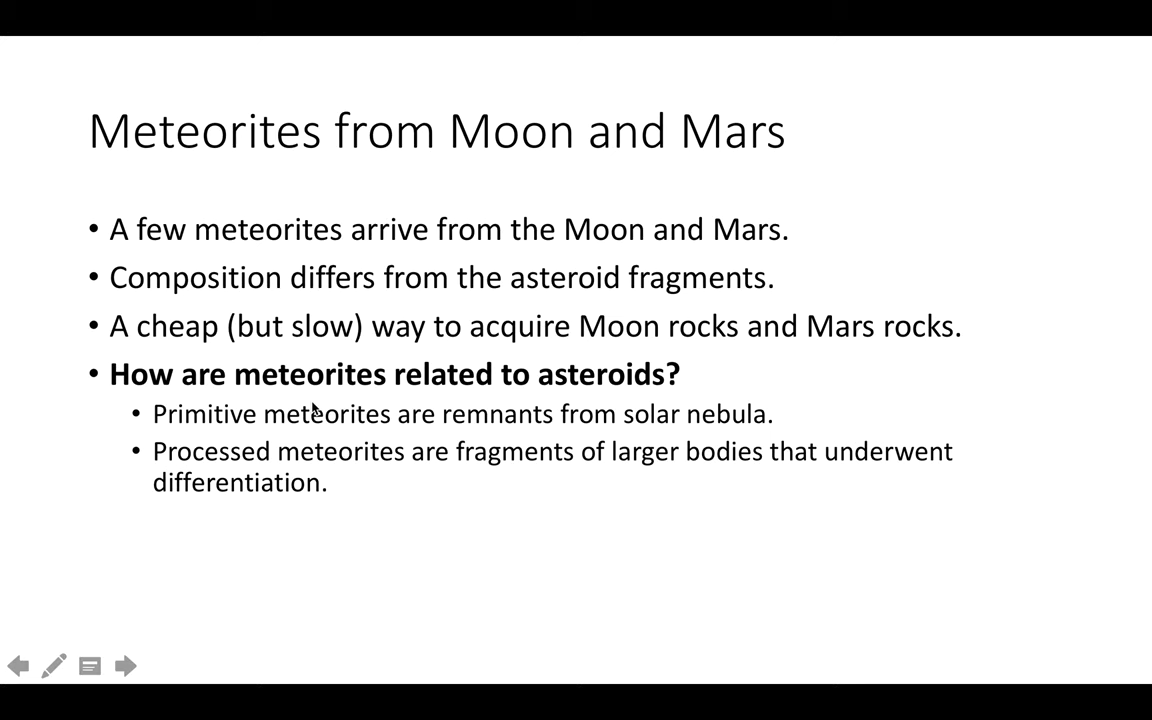 Meteorites from Moon and Mars
• A few meteorites arrive from the Moon and Mars.
• Composition differs from the asteroid fragments.
• A cheap (but slow) way to acquire Moon rocks and Mars rocks.
• How are meteorites related to asteroids?
• Primitive meteorites are remnants from solar nebula.
• Processed meteorites are fragments of larger bodies that underwent
differentiation.